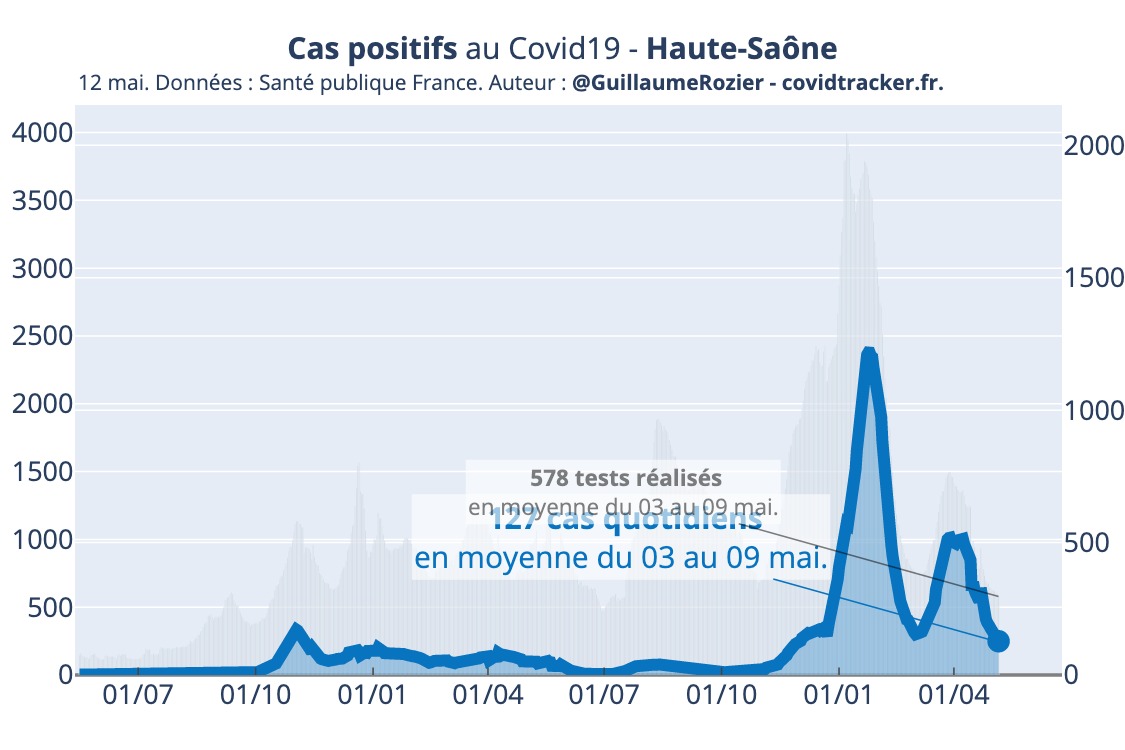 Cas positifs au Covid19 - Haute-Saône
12 mai. Données : Santé publique France. Auteur : @GuillaumeRozier - covidtracker.fr.
4000
3500
3000
2500
2000
1500
1000
500
0
2000
1500
1000
500
0
578 tests réalisés
en moyenne du 03 au 09 mai.
127 cas quotidiens
en moyenne du 03 au 09 mai.
01/07 01/10 01/01 01/04 01/07 01/10 01/01 01/04